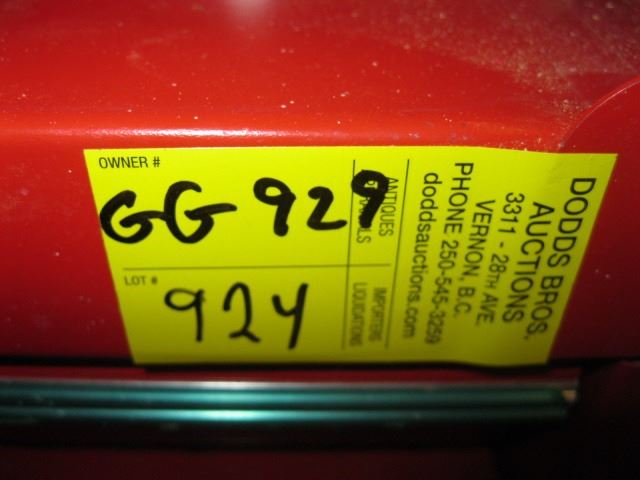 OWNER #
GG 929
LOT #
924
ANTIQUES
IMPORTERS
LIQUIDATIONS
doddsauctions.com
PHONE 250-545-3259
VERNON, B.C.
3311 - 28TH AVE
AUCTIONS
DODDS BROS.